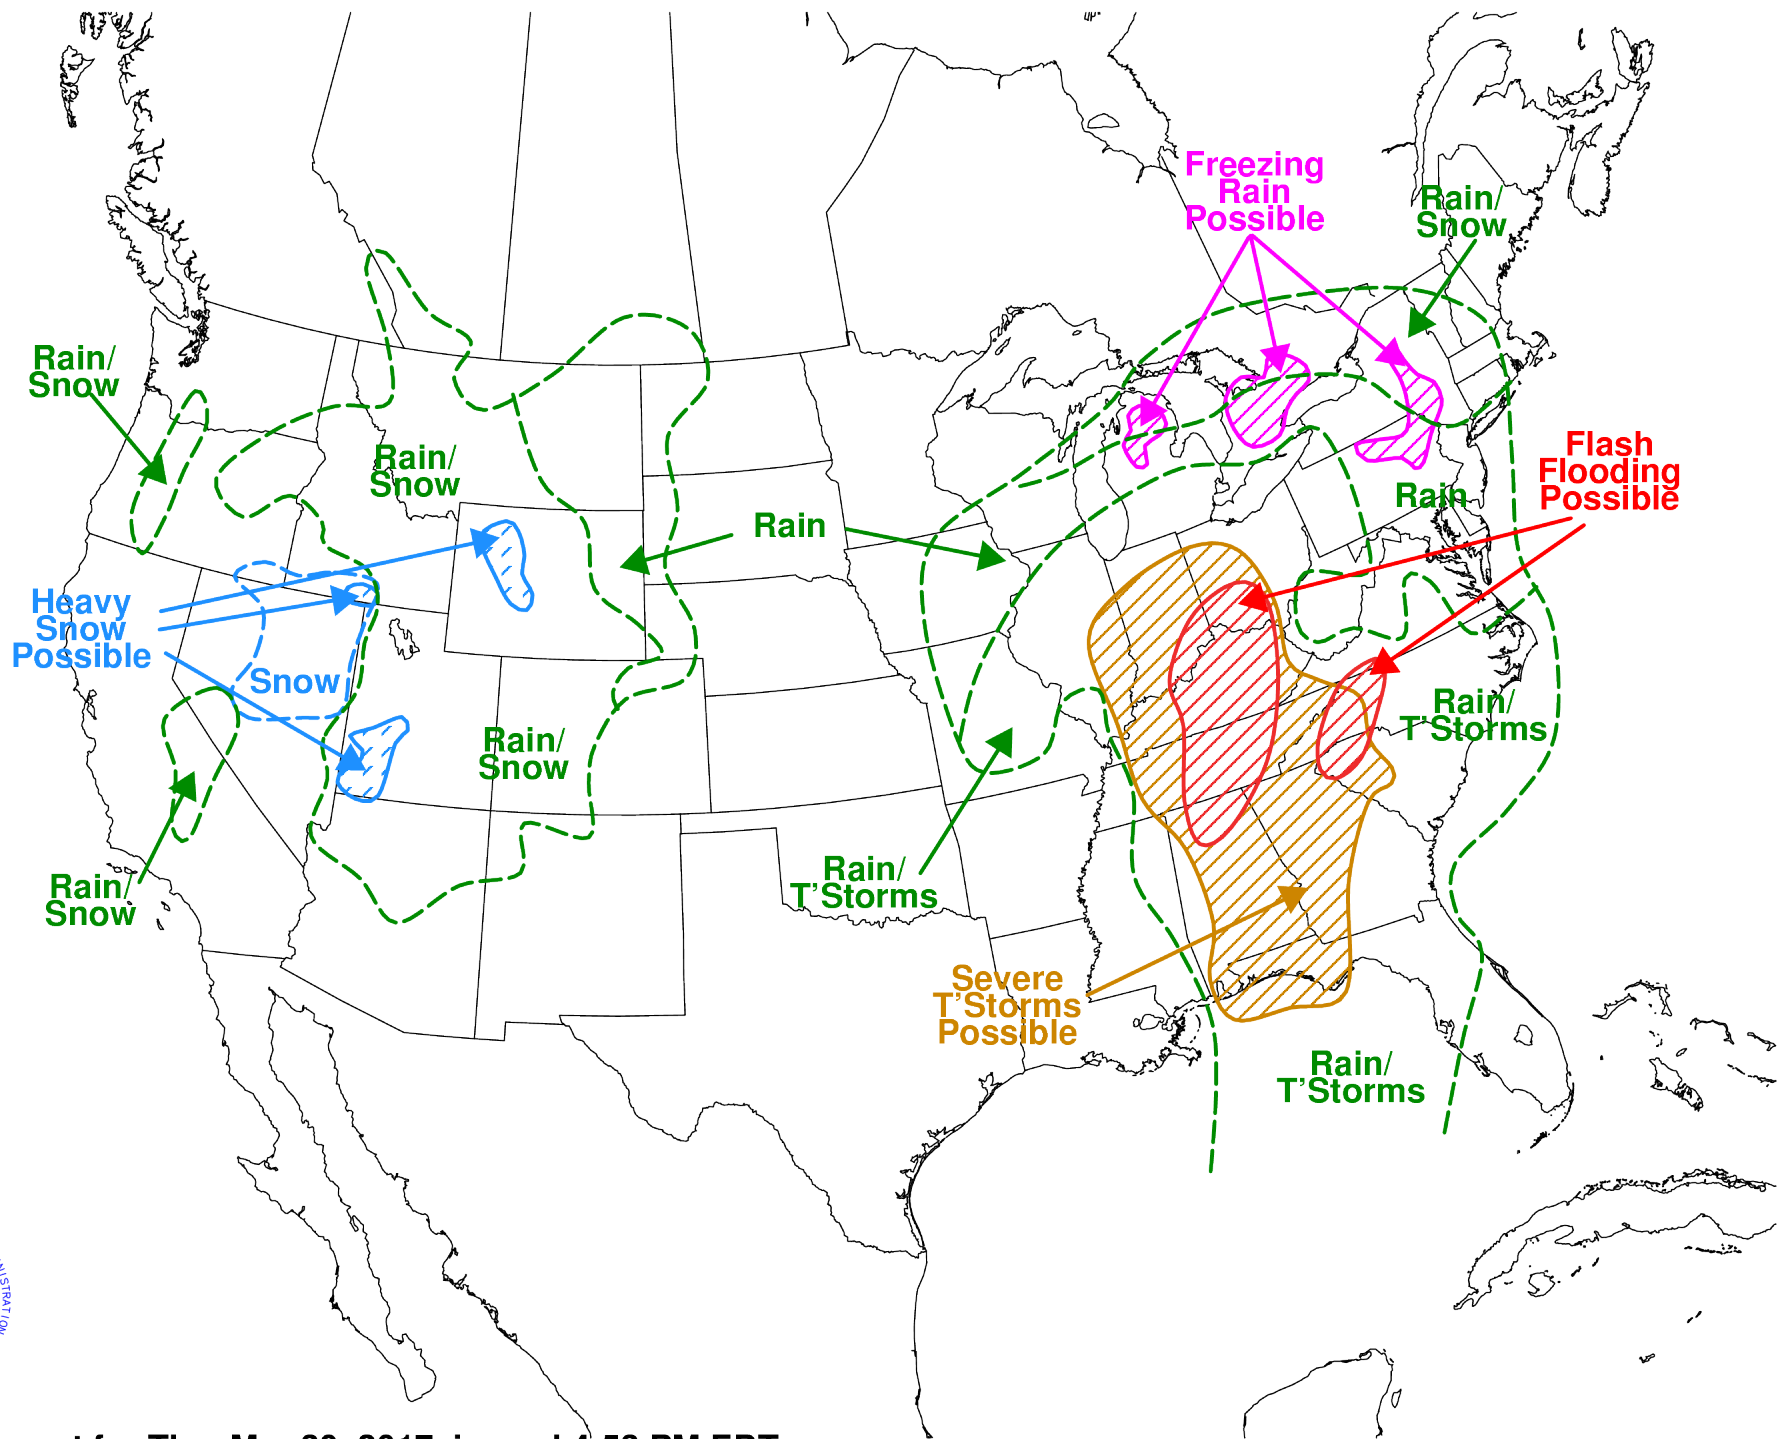 Freezing
Rain
Possible
Rain/
Snow
Rain/
Snow
Flash
Flooding
Possible
Rain/
Snow
Rain
Rain
Heavy
Snow
Possible
Snow
Rain/
T'Storms
Rain/
Snow
Rain/
T'Storms
Rain/
Snow
Severe
T'Storms
Possible
Rain/
T'Storms
NISTRATION